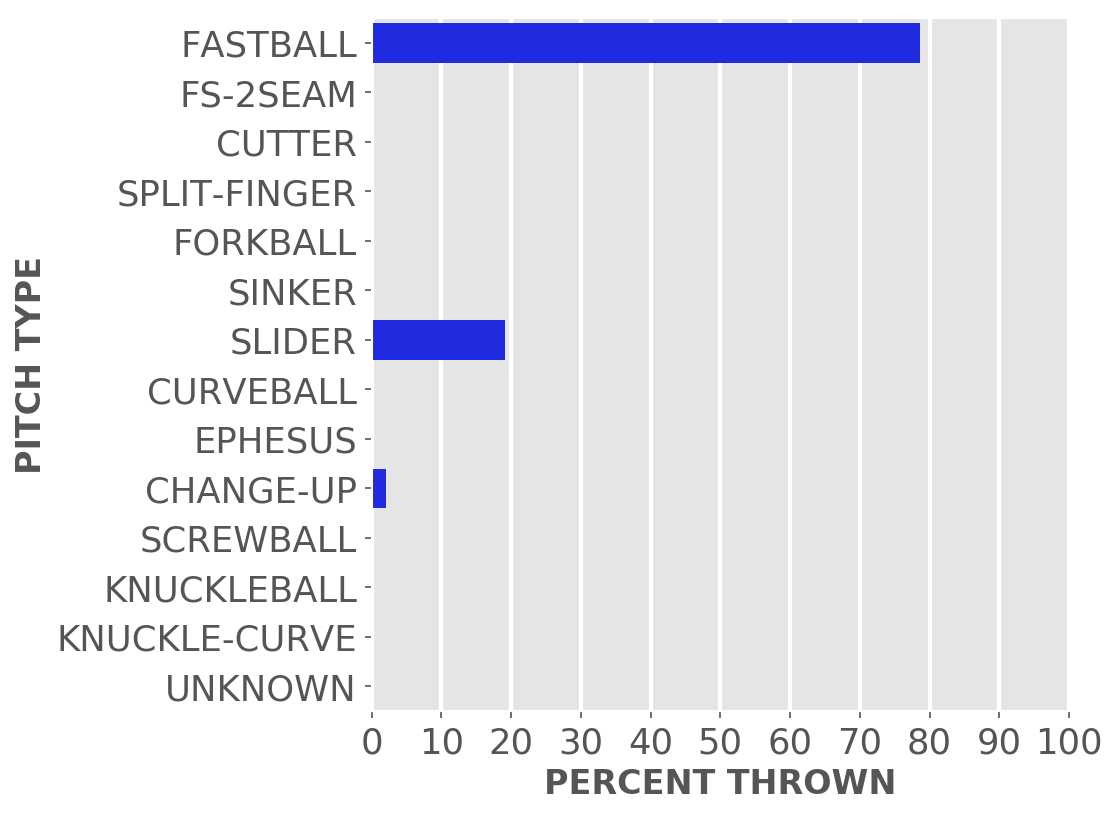 FASTBALL
FS-2SEAM
CUTTER
SPLIT-FINGER
FORKBALL
SINKER
SLIDER
CURVEBALL
EPHESUS
CHANGE-UP
SCREWBALL
KNUCKLEBALL
KNUCKLE-CURVE
UNKNOWN
PITCH TYPE
0 10 20 30 40 50 60 70 80 90 100
PERCENT THROWN